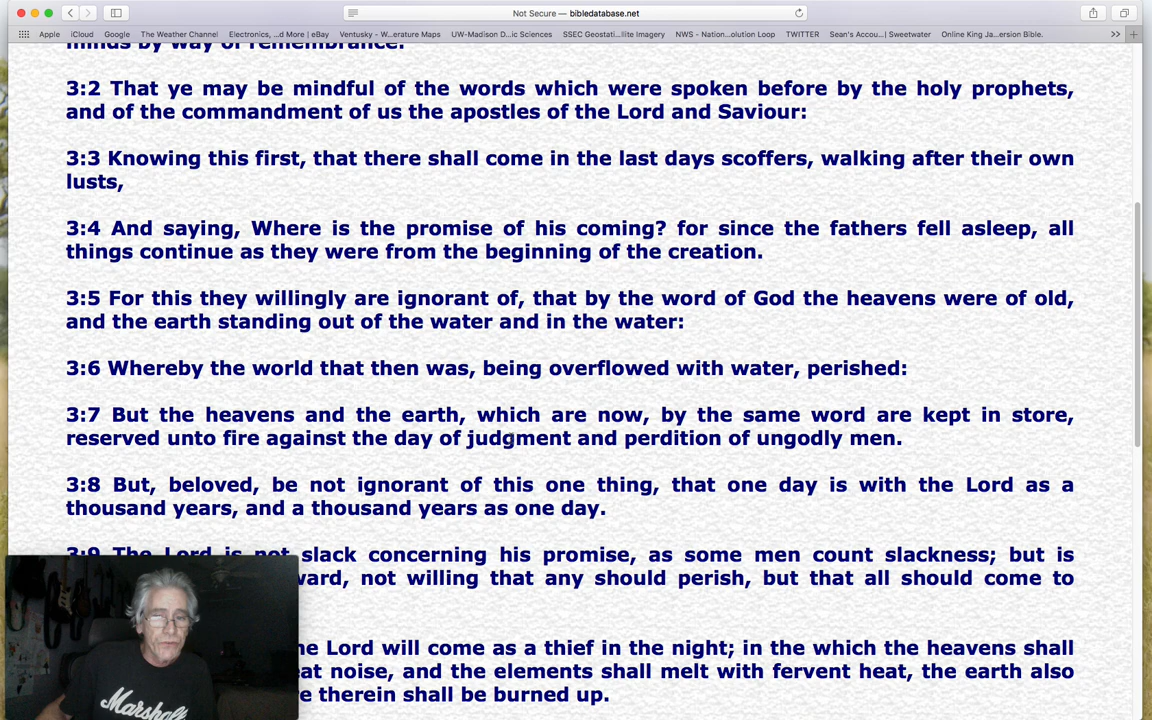 Not Secure — bibledatabase.net
Apple iCloud Google The Weather Channel Electronics, ...d More | eBay Ventusky - W...erature Maps UW-Madison D...ic Sciences SSEC Geostati...llite Imagery NWS - Nation...olution Loop TWITTER Sean's Accou...| Sweetwater Online King Ja...ersion Bible.
minds by way of remembrance.
3:2 That ye may be mindful of the words which were spoken before by the holy prophets,
and of the commandment of us the apostles of the Lord and Saviour:
3:3 Knowing this first, that there shall come in the last days scoffers, walking after their own
lusts,
3:4 And saying, Where is the promise of his coming? for since the fathers fell asleep, all
things continue as they were from the beginning of the creation.
3:5 For this they willingly are ignorant of, that by the word of God the heavens were of old,
and the earth standing out of the water and in the water:
3:6 Whereby the world that then was, being overflowed with water, perished:
3:7 But the heavens and the earth, which are now, by the same word are kept in store,
reserved unto fire against the day of judgment and perdition of ungodly men.
3:8 But, beloved, be not ignorant of this one thing, that one day is with the Lord as a
thousand years, and a thousand years as one day.
3:9 The Lord is not slack concerning his promise, as some men count slackness; but is
ward, not willing that any should perish, but that all should come to
he Lord will come as a thief in the night; in the which the heavens shall
eat noise, and the elements shall melt with fervent heat, the earth also
re therein shall be burned up.
Marshall